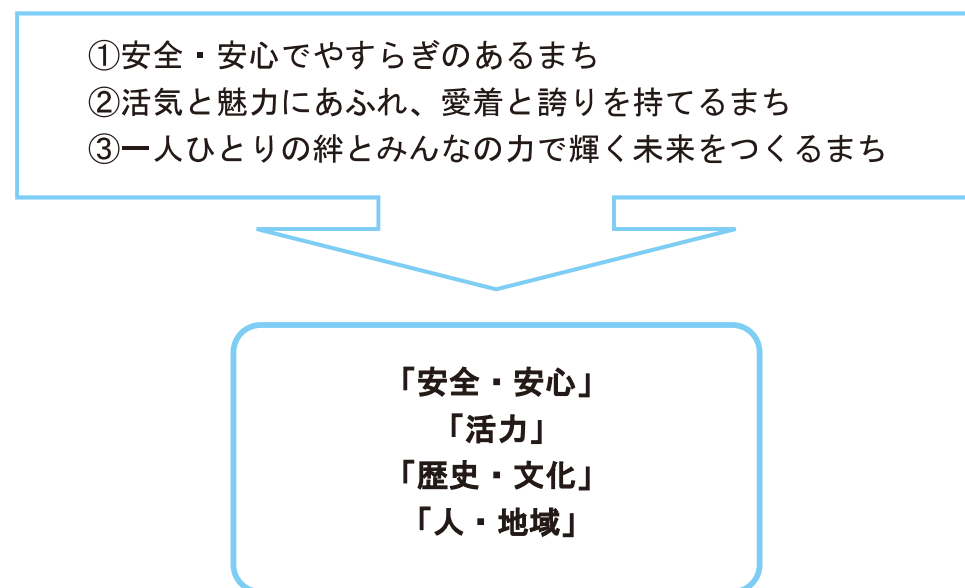 ①安全・安心でやすらぎのあるまち
②活気と魅力にあふれ、愛着と誇りを持てるまち
③一人ひとりの絆とみんなの力で輝く未来をつくるまち
「安全・安心」
「活力」
「歴史・文化」
「人・地域」